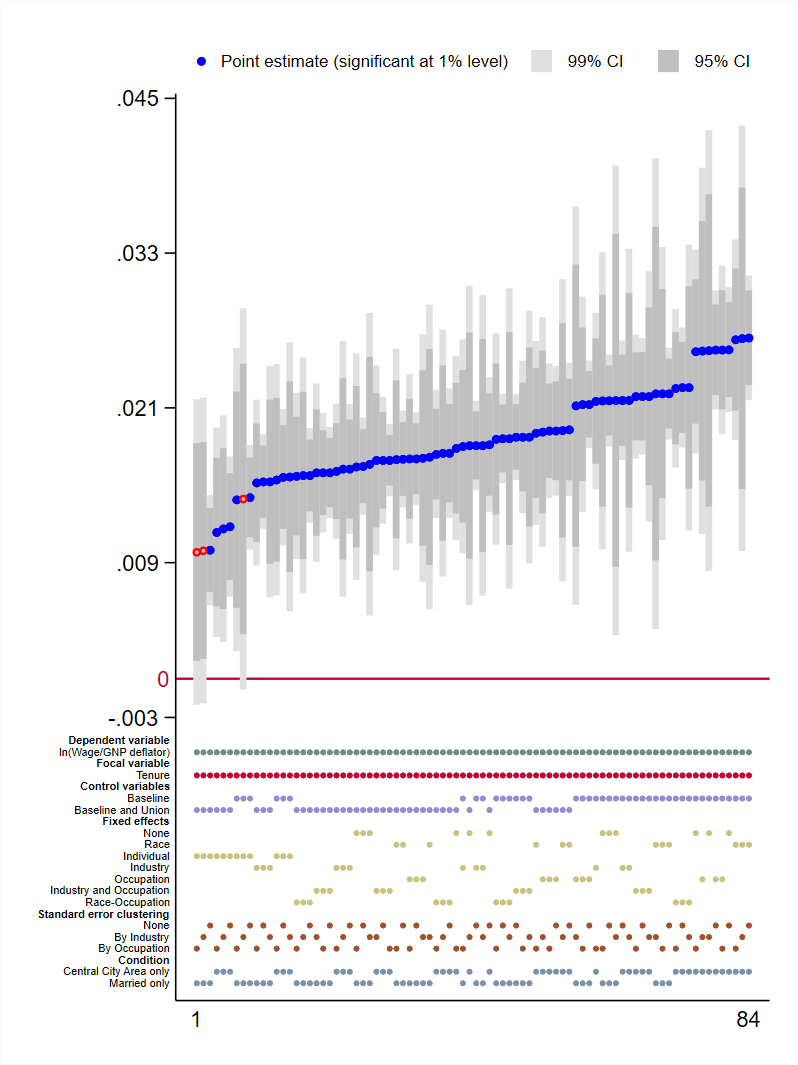 Point estimate (significant at 1% level) 99% CI 95% CI
.045
.033
.021
.009
0
-.003
Dependent variable
ln(Wage/GNP deflator)
Focal variable
Tenure
Control variables
Baseline
Baseline and Union
Fixed effects
None
Race
Individual
Industry
Occupation
Industry and Occupation
Race-Occupation
Standard error clustering
None
By Industry
By Occupation
Condition
Central City Area only
Married only
1 84